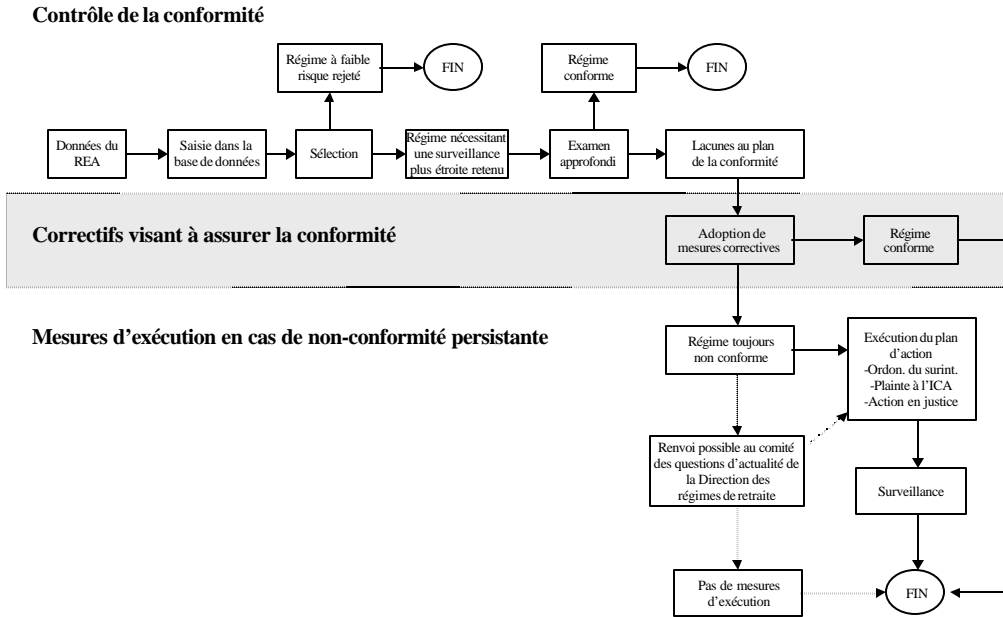 Contrôle de la conformité
Régime à faible
risque rejeté
FIN
Régime
conforme
FIN
Données du
REA
Saisie dans la
base de données
Sélection
Régime nécessitant
une surveillance
plus étroite retenu
Examen
approfondi
Lacunes au plan
de la conformité
Correctifs visant à assurer la conformité
Adoption de
mesures correctives
Régime
conforme
Mesures d'exécution en cas de non-conformité persistante
Régime toujours
non conforme
Exécution du plan
d'action
-Ordon. du surint.
-Plainte à l'ICA
-Action en justice
Renvoi possible au comité
des questions d'actualité de
la Direction des
régimes de retraite
Surveillance
Pas de mesures
d'exécution
FIN